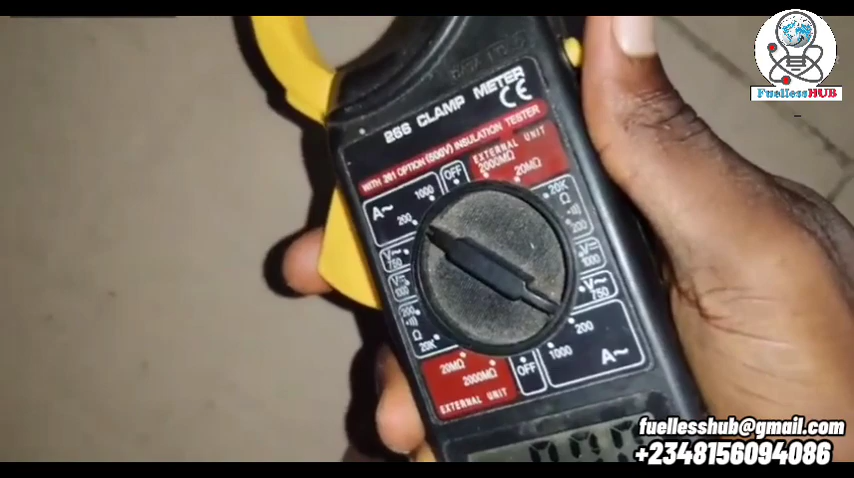 FuellessHUB
266 CLAMP METER
CE
WITH 261 OPTION (500V) INSULATION TESTER
EXTERNAL UNIT
2000MΩ
20MΩ
OFF
A~
1000
200
V~
750
V=
1000
200
Ω
20K
20K
Ω
200
V=
1000
V~
750
200
1000
A~
20MΩ
2000MΩ
OFF
EXTERNAL UNIT
fuellesshub@gmail.com
+2348156094086